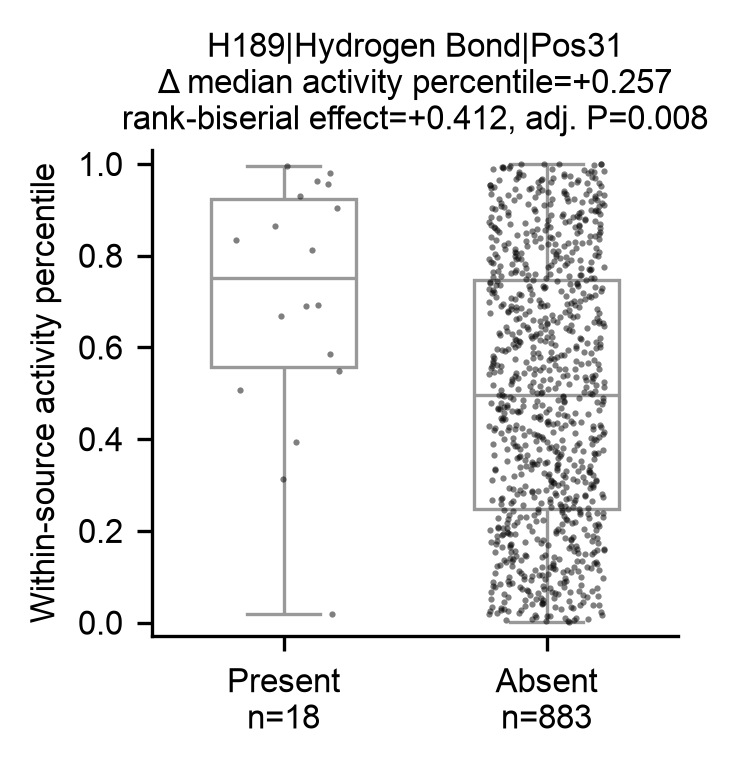 H189|Hydrogen Bond|Pos31
Δ median activity percentile=+0.257
rank-biserial effect=+0.412, adj. P=0.008
Within-source activity percentile
1.0
0.8
0.6
0.4
0.2
0.0
Present
n=18
Absent
n=883